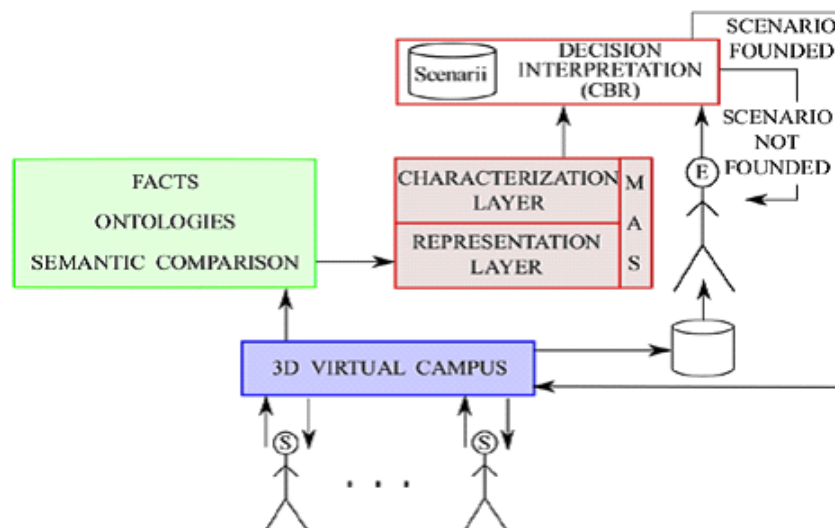 SCENARIO
FOUNDED
DECISION
INTERPRETATION
(CBR)
Scenarii
SCENARIO
NOT
FOUNDED
E
FACTS
ONTOLOGIES
SEMANTIC COMPARISON
CHARACTERIZATION
LAYER
REPRESENTATION
LAYER
M
A
S
3D VIRTUAL CAMPUS
S
. . .
S